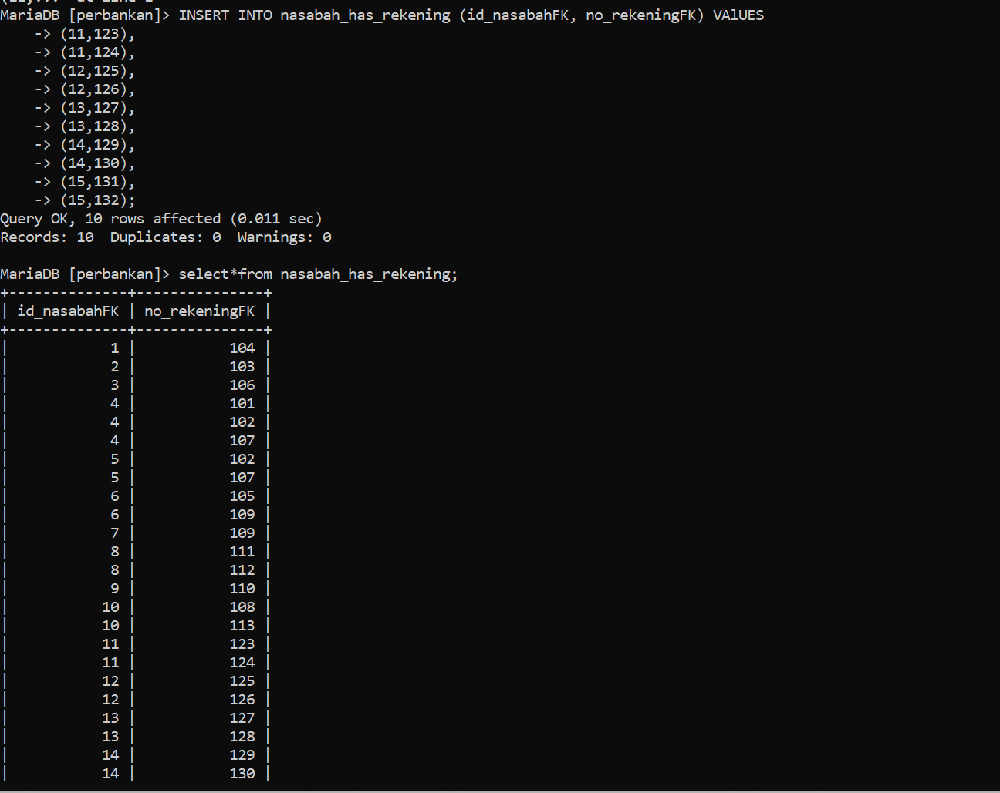 MariaDB [perbankan]> INSERT INTO nasabah_has_rekening (id_nasabahFK, no_rekeningFK) VAlUES
    -> (11,123),
    -> (11,124),
    -> (12,125),
    -> (12,126),
    -> (13,127),
    -> (13,128),
    -> (14,129),
    -> (14,130),
    -> (15,131),
    -> (15,132);
Query OK, 10 rows affected (0.011 sec)
Records: 10  Duplicates: 0  Warnings: 0

MariaDB [perbankan]> select*from nasabah_has_rekening;
+--------------+---------------+
| id_nasabahFK | no_rekeningFK |
+--------------+---------------+
|            1 |           104 |
|            2 |           103 |
|            3 |           106 |
|            4 |           101 |
|            4 |           102 |
|            4 |           107 |
|            5 |           102 |
|            5 |           107 |
|            6 |           105 |
|            6 |           109 |
|            7 |           109 |
|            8 |           111 |
|            8 |           112 |
|            9 |           110 |
|           10 |           108 |
|           10 |           113 |
|           11 |           123 |
|           11 |           124 |
|           12 |           125 |
|           12 |           126 |
|           13 |           127 |
|           13 |           128 |
|           14 |           129 |
|           14 |           130 |